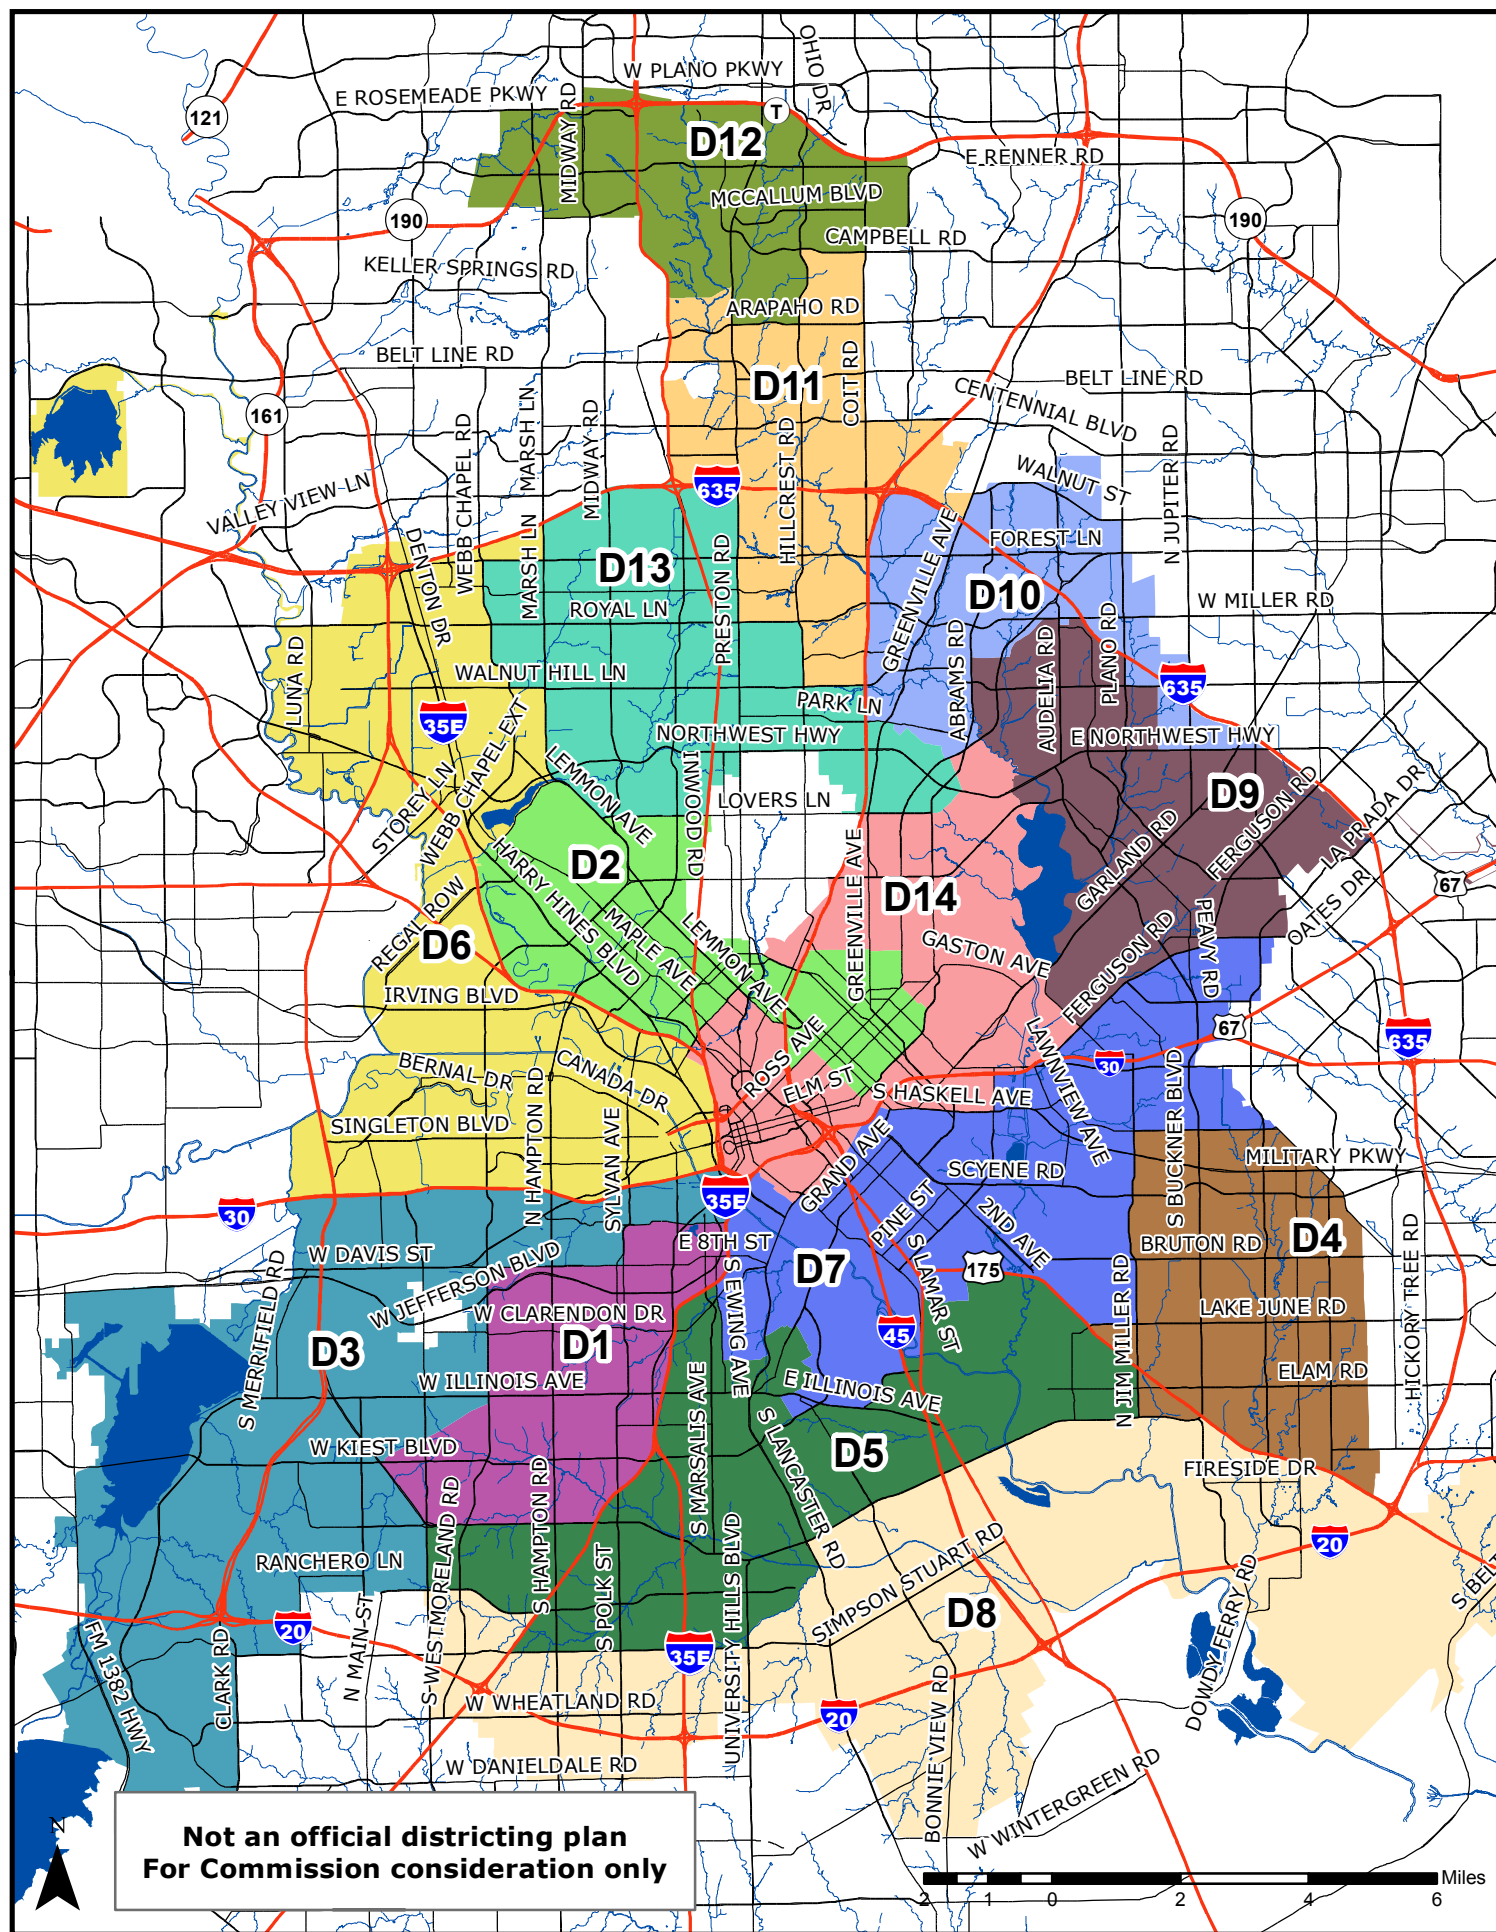 W PLANO PKWY
OHIO DR
E ROSEMEADE PKWY
MIDWAY RD
121
T
D12
E RENNER RD
MCCALLUM BLVD
190
190
CAMPBELL RD
KELLER SPRINGS RD
ARAPAHO RD
BELT LINE RD
COIT RD
D11
BELT LINE RD
CENTENNIAL BLVD
161
WEBB CHAPEL RD
MARSH LN
MIDWAY RD
HILLCREST RD
N JUPITER RD
WALNUT ST
VALLEY VIEW LN
635
MARSH LN
DENTON DR
GREENVILLE AVE
FOREST LN
D13
PRESTON RD
D10
ROYAL LN
W MILLER RD
LUNA RD
ABRAMS RD
AUDELIA RD
PLANO RD
WALNUT HILL LN
635
PARK LN
35E
WEBB CHAPEL EXT
NORTHWEST HWY
E NORTHWEST HWY
STOREY LN
LEMMON AVE
INWOOD RD
LOVERS LN
D9
FERGUSON RD
LA PRADA DR
D2
HARRY HINES BLVD
GREENVILLE AVE
GARLAND RD
67
D14
REGAL ROW
MAPLE AVE
LEMMON AVE
PEAVY RD
OATES DR
D6
GASTON AVE
FERGUSON RD
IRVING BLVD
67
635
ROSS AVE
LAWNVIEW AVE
BERNAL DR
CANADA DR
30
ELM ST
S HASKELL AVE
N HAMPTON RD
SYLVAN AVE
S BUCKNER BLVD
SINGLETON BLVD
GRAND AVE
MILITARY PKWY
SCYENE RD
35E
30
PINE ST
2ND AVE
W DAVIS ST
E 8TH ST
BRUTON RD
D4
S MERRIFIELD RD
W JEFFERSON BLVD
S EWING AVE
D7
S LAMAR ST
175
HICKORY TREE RD
N JIM MILLER RD
W CLARENDON DR
LAKE JUNE RD
45
D3
D1
W ILLINOIS AVE
E ILLINOIS AVE
ELAM RD
S MARSALIS AVE
S LANCASTER RD
W KIEST BLVD
D5
FIRESIDE DR
S HAMPTON RD
S WESTMORELAND RD
20
RANCHERO LN
UNIVERSITY HILLS BLVD
S POLK ST
SIMPSON STUART RD
S BELT
D8
DOWDY FERRY RD
N MAIN ST
20
35E
FM 1382 HWY
CLARK RD
W WHEATLAND RD
20
BONNIE VIEW RD
W DANIELDALE RD
W WINTERGREEN RD
N
Not an official districting plan
For Commission consideration only
Miles
2 1 0 2 4 6